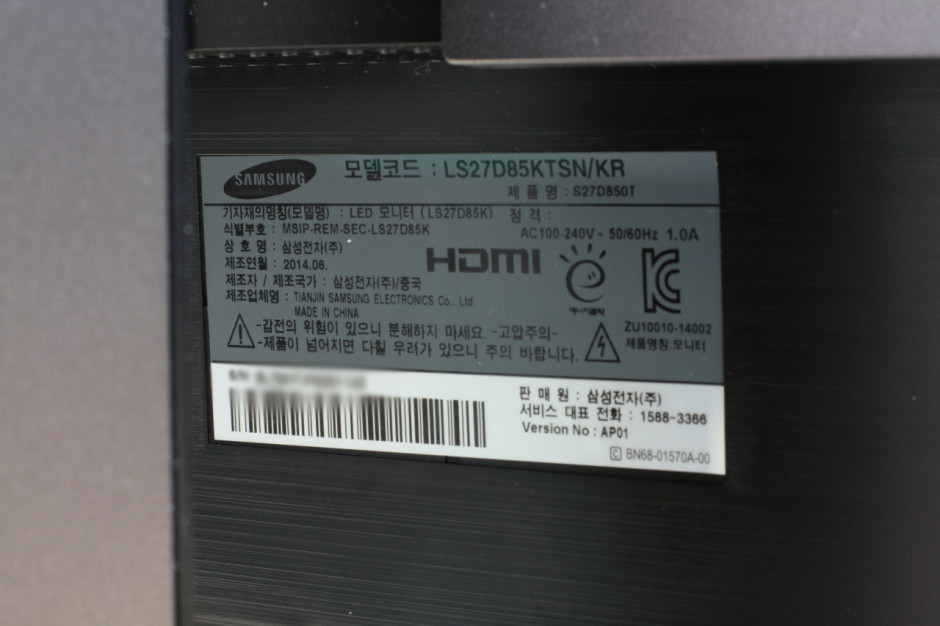 SAMSUNG
모델코드 : LS27D85KTSN/KR
제 품 명 : S27D850T
기자재의명칭(모델명) : LED 모니터 (LS27D85K)
정 격 :
식별부호 : MSIP-REM-SEC-LS27D85K
AC100-240V~ 50/60Hz 1.0A
상 호 명 : 삼성전자(주)
제조연월 : 2014.06.
제조자 / 제조국가 : 삼성전자(주)/중국
제조업체명 : TIANJIN SAMSUNG ELECTRONICS Co., Ltd
MADE IN CHINA
HDMI
에너지절약
ZU10010-14002
제품명칭:모니터
-감전의 위험이 있으니 분해하지 마세요. -고압주의-
-제품이 넘어지면 다칠 우려가 있으니 주의 바랍니다.
판 매 원 : 삼성전자(주)
서비스 대표 전화 : 1588-3366
Version No : AP01
C BN68-01570A-00